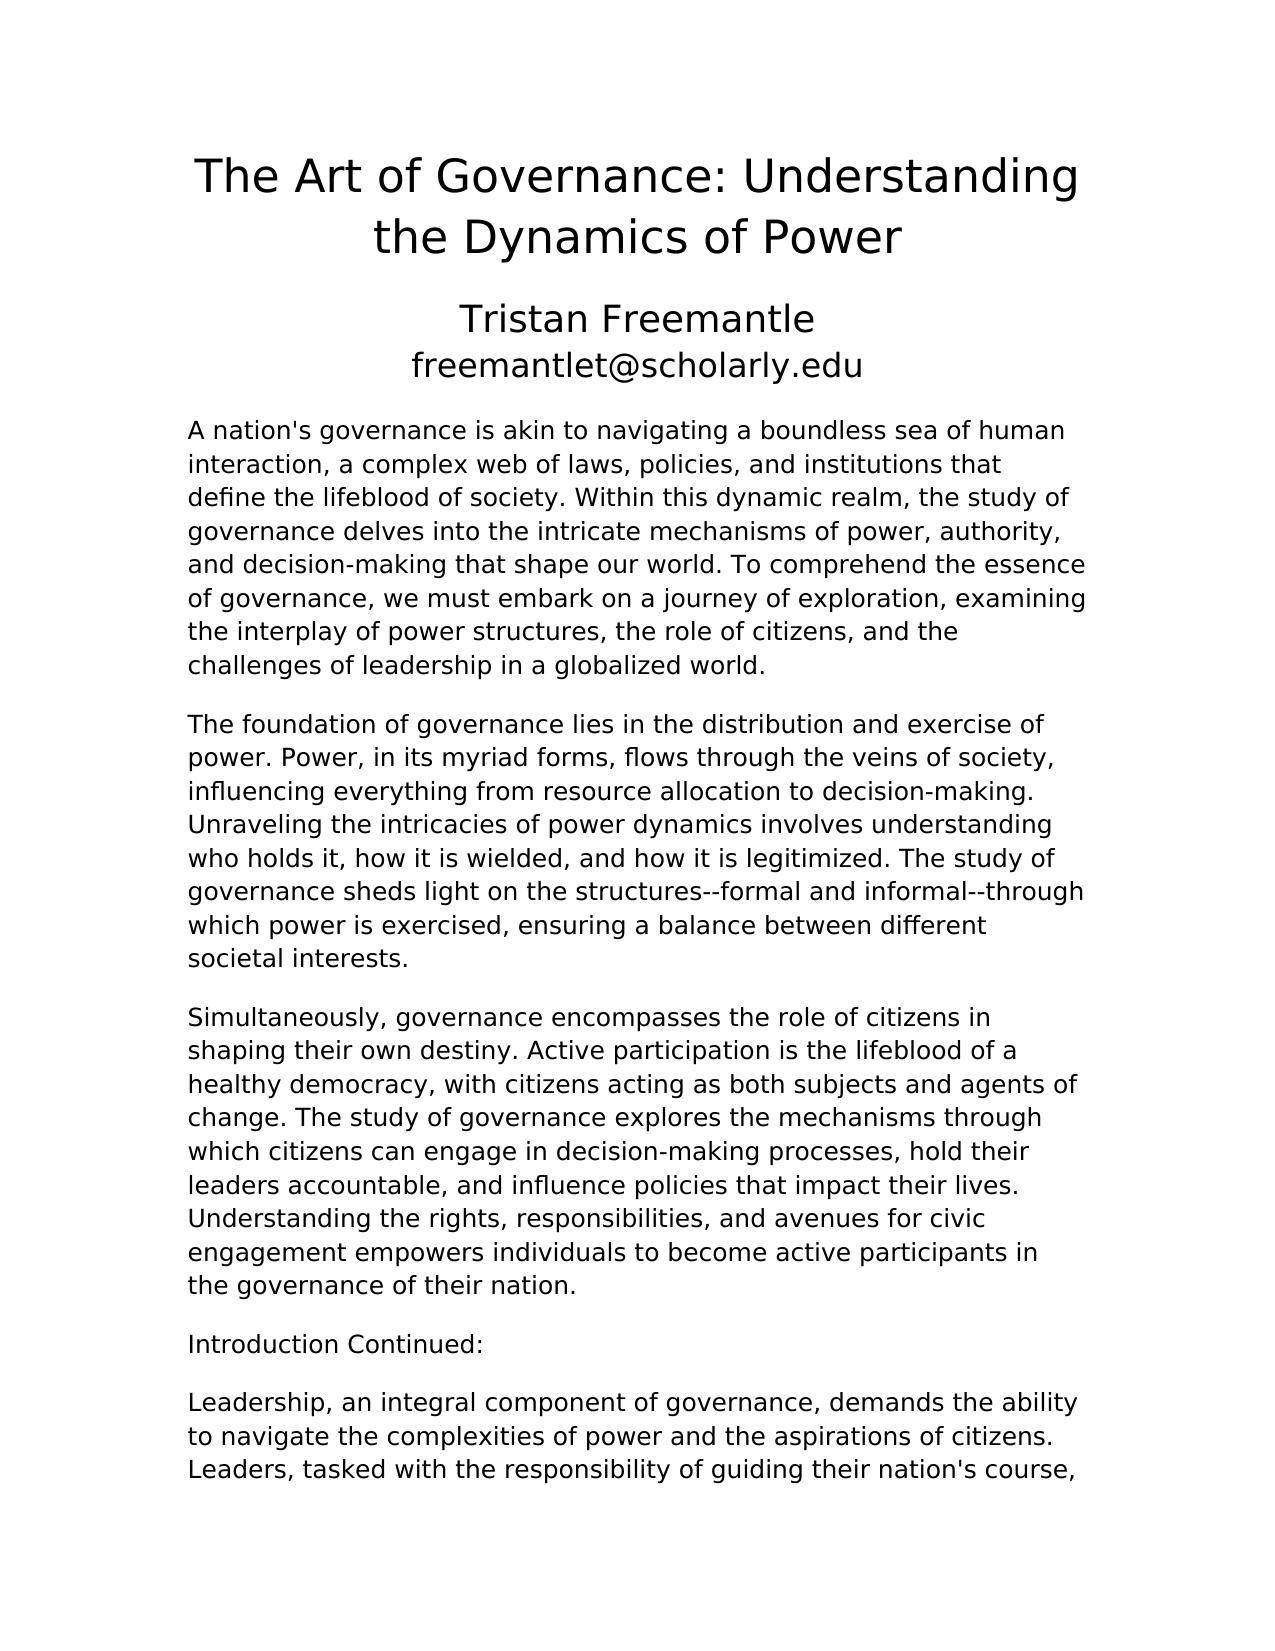 The Art of Governance: Understanding
the Dynamics of Power
Tristan Freemantle
freemantlet@scholarly.edu
A nation's governance is akin to navigating a boundless sea of human
interaction, a complex web of laws, policies, and institutions that
define the lifeblood of society. Within this dynamic realm, the study of
governance delves into the intricate mechanisms of power, authority,
and decision-making that shape our world. To comprehend the essence
of governance, we must embark on a journey of exploration, examining
the interplay of power structures, the role of citizens, and the
challenges of leadership in a globalized world.
The foundation of governance lies in the distribution and exercise of
power. Power, in its myriad forms, flows through the veins of society,
influencing everything from resource allocation to decision-making.
Unraveling the intricacies of power dynamics involves understanding
who holds it, how it is wielded, and how it is legitimized. The study of
governance sheds light on the structures--formal and informal--through
which power is exercised, ensuring a balance between different
societal interests.
Simultaneously, governance encompasses the role of citizens in
shaping their own destiny. Active participation is the lifeblood of a
healthy democracy, with citizens acting as both subjects and agents of
change. The study of governance explores the mechanisms through
which citizens can engage in decision-making processes, hold their
leaders accountable, and influence policies that impact their lives.
Understanding the rights, responsibilities, and avenues for civic
engagement empowers individuals to become active participants in
the governance of their nation.
Introduction Continued:
Leadership, an integral component of governance, demands the ability
to navigate the complexities of power and the aspirations of citizens.
Leaders, tasked with the responsibility of guiding their nation's course,